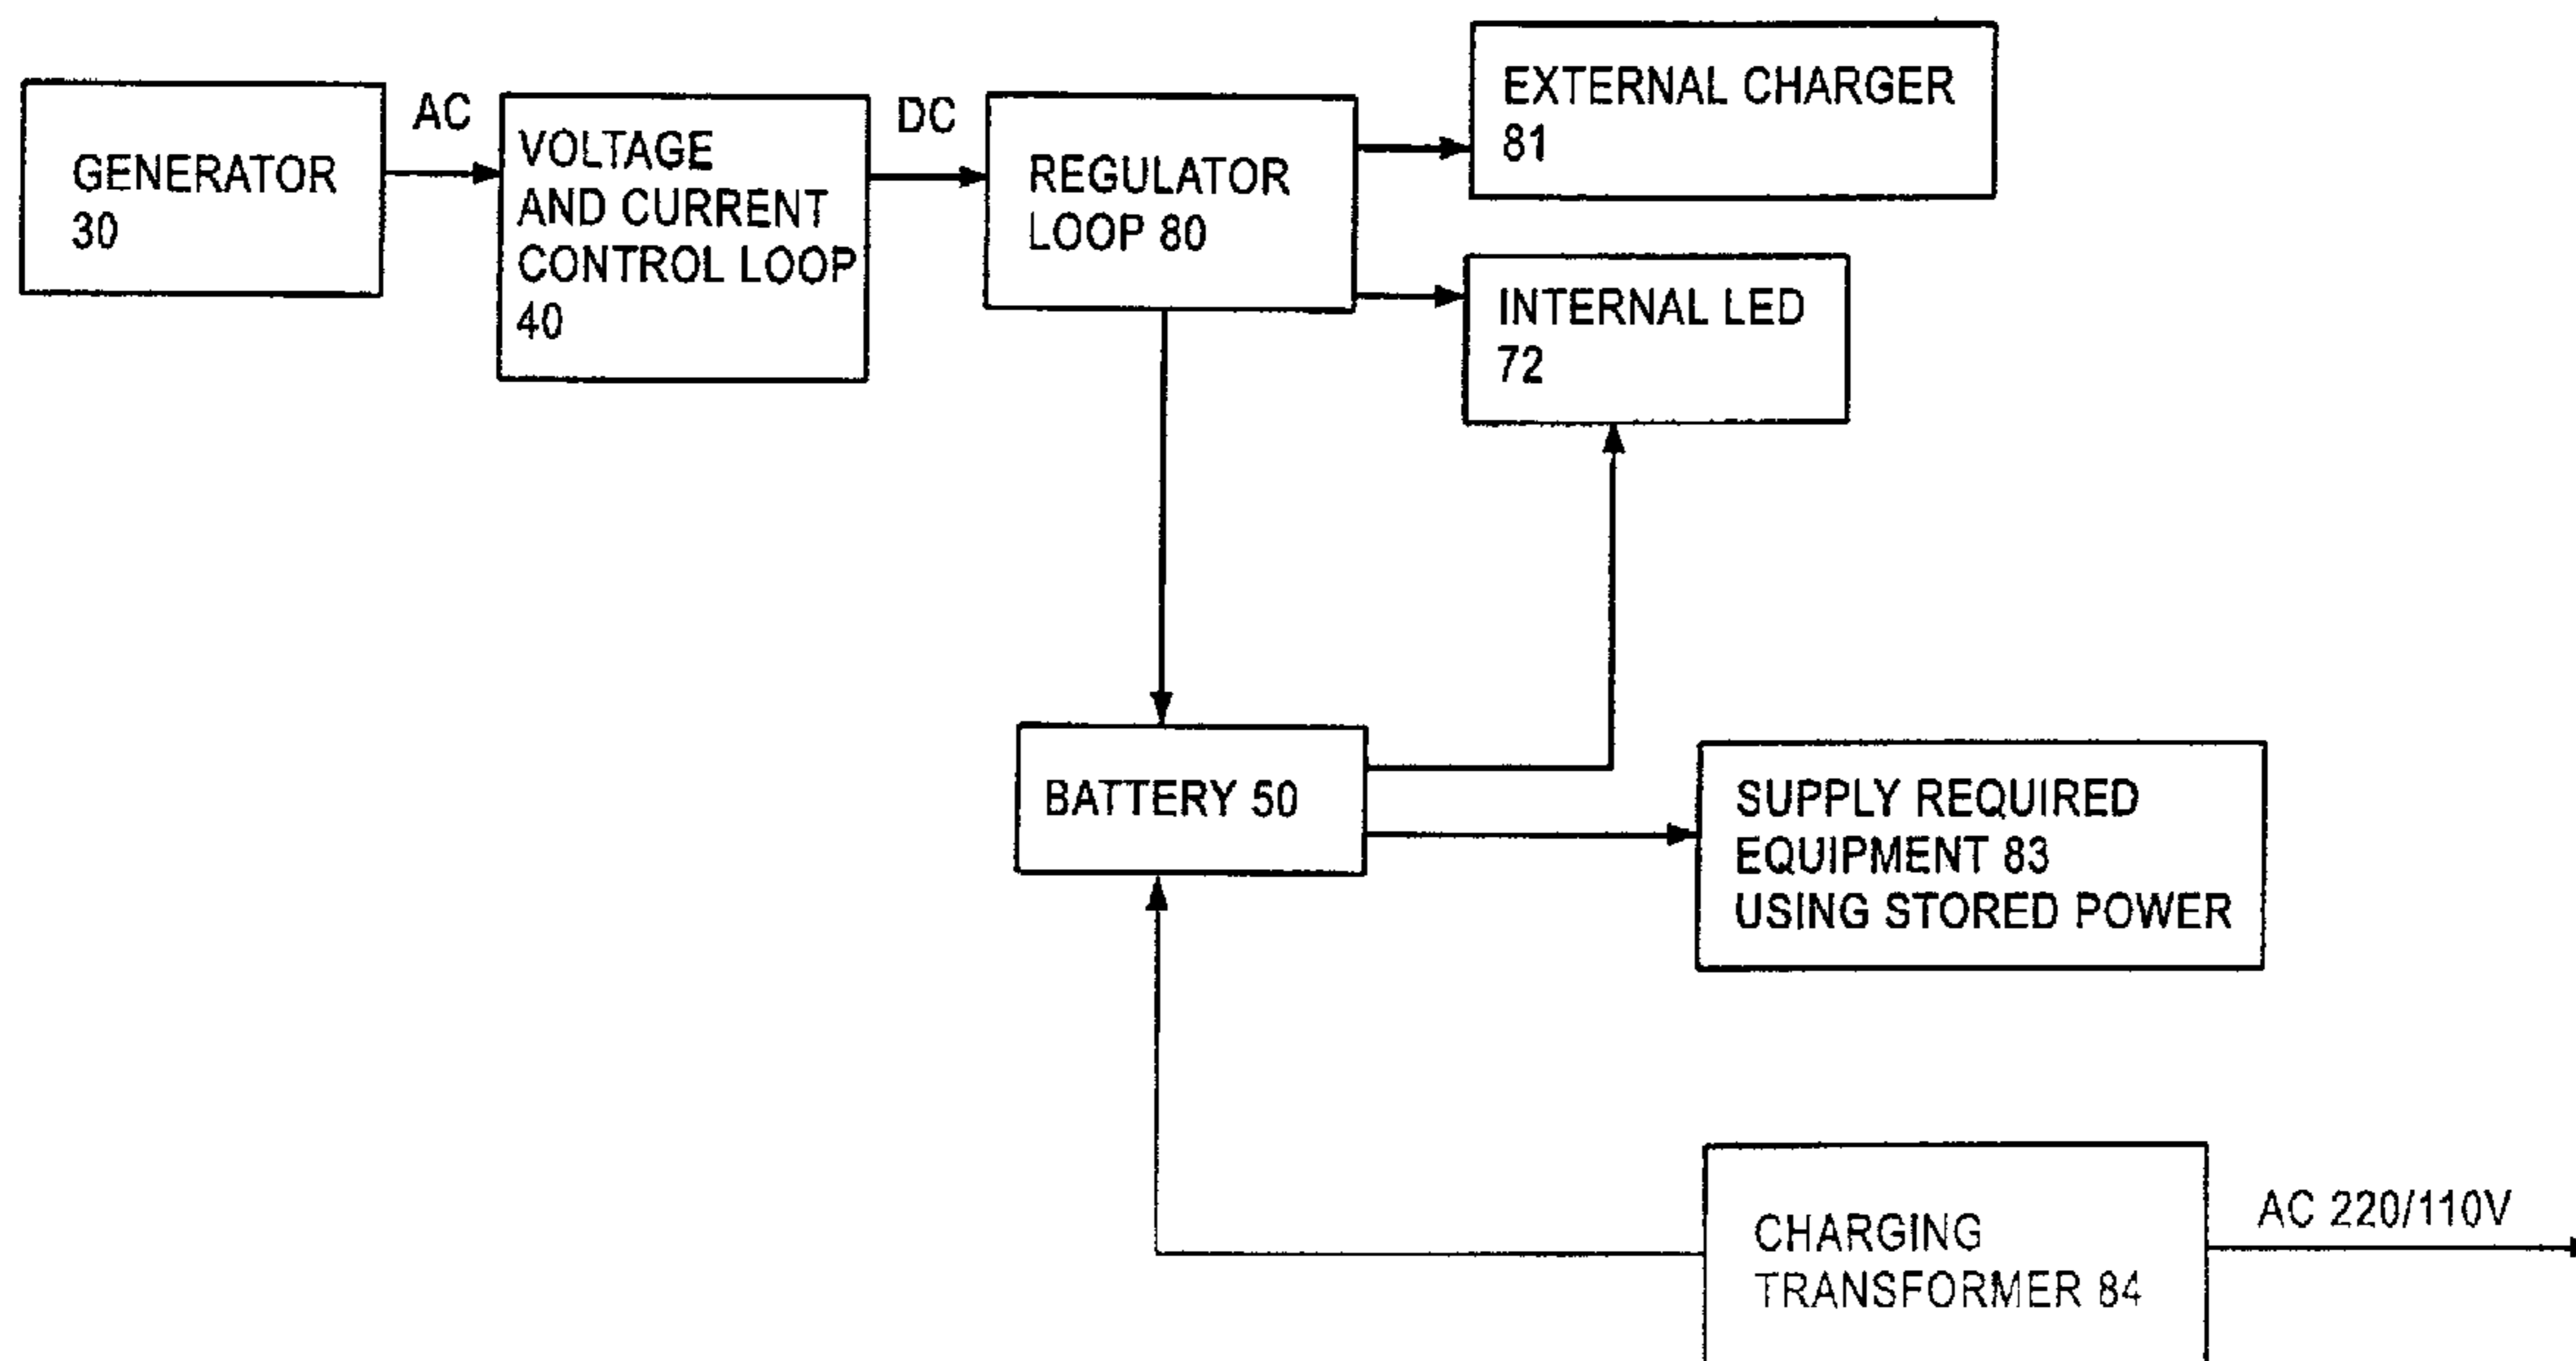 GENERATOR
30
AC
VOLTAGE
AND CURRENT
CONTROL LOOP
40
DC
REGULATOR
LOOP 80
EXTERNAL CHARGER
81
INTERNAL LED
72
BATTERY 50
SUPPLY REQUIRED
EQUIPMENT 83
USING STORED POWER
CHARGING
TRANSFORMER 84
AC 220/110V